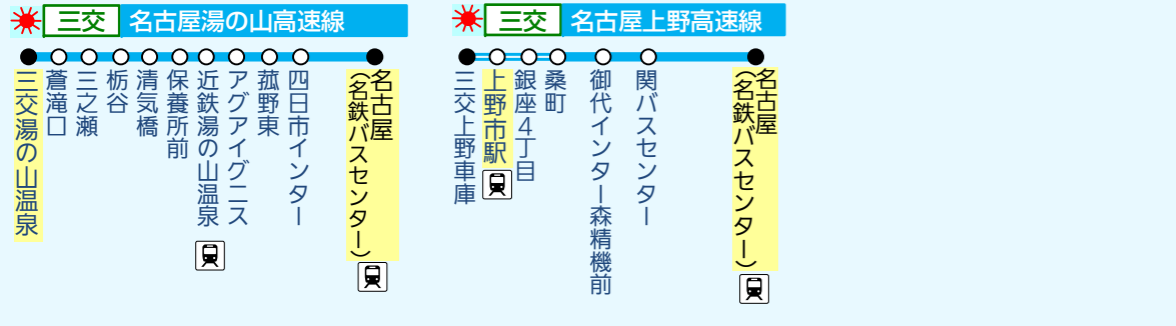 三交 名古屋湯の山高速線
三交湯の山温泉
蒼滝口
三之瀬
栃谷
清気橋
保養所前
近鉄湯の山温泉
アグアイグニス
菰野東
四日市インター
名古屋
（名鉄バスセンター）
三交 名古屋上野高速線
三交上野車庫
上野市駅
銀座４丁目
桑町
御代インター森精機前
関バスセンター
名古屋
（名鉄バスセンター）